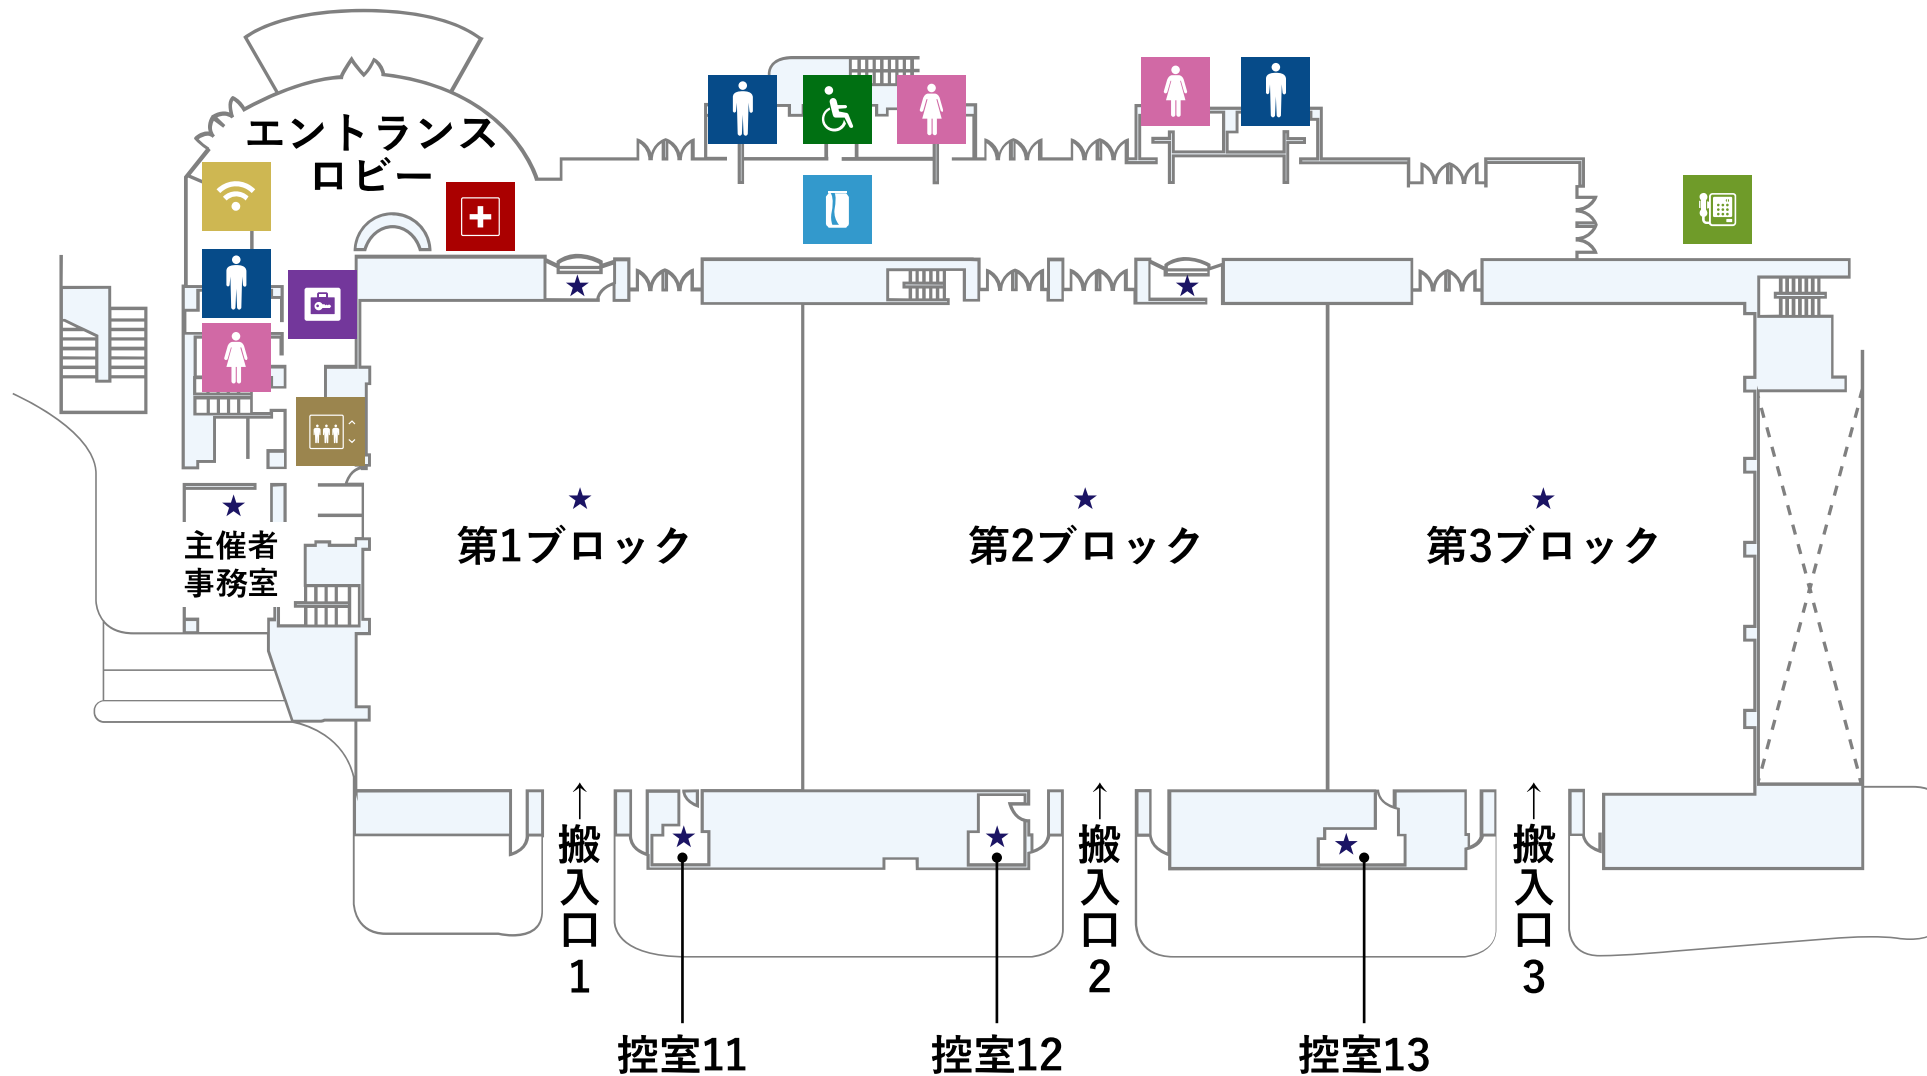 エントランス
ロビー
主催者
事務室
第1ブロック
第2ブロック
第3ブロック
↑搬入口1
↑搬入口2
↑搬入口3
控室11
控室12
控室13